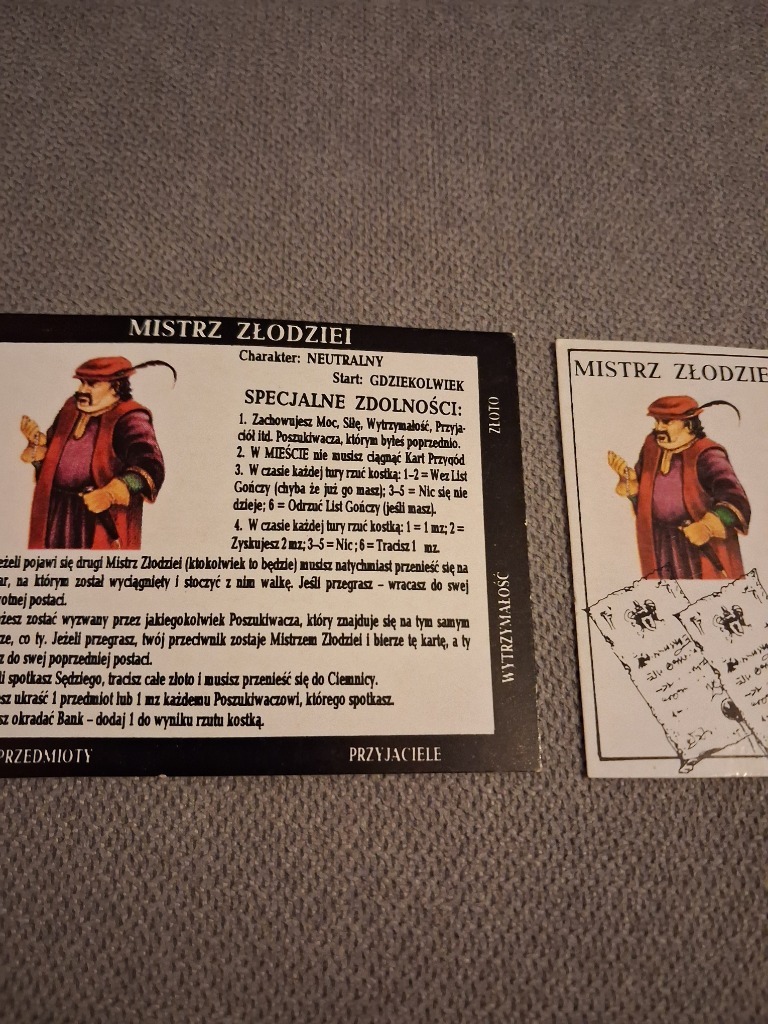 MISTRZ ZŁODZIEI
Charakter: NEUTRALNY
Start: GDZIEKOLWIEK
SPECJALNE ZDOLNOŚCI:
1. Zachowujesz Moc, Siłę, Wytrzymałość, Przyja-
ciół itd. Poszukiwacza, którym byłeś poprzednio.
2. W MIEŚCIE nie musisz ciągnąć Kart Przygód
3. W czasie każdej tury rzuć kostką: 1-2 = Weź List
Gończy (chyba że już go masz); 3-5 = Nic się nie
dzieje; 6 = Odrzuć List Gończy (jeśli masz).
4. W czasie każdej tury rzuć kostką: 1 = 1 mz; 2 =
Zyskujesz 2 mz; 3-5 = Nic; 6 = Tracisz 1 mz.
eżeli pojawi się drugi Mistrz Złodziei (ktokolwiek to będzie) musisz natychmiast przenieść się na
ar, na którym został wyciągnięty i stoczyć z nim walkę. Jeśli przegrasz – wracasz do swej
otnej postaci.
żesz zostać wyzwany przez jakiegokolwiek Poszukiwacza, który znajduje się na tym samym
ze, co ty. Jeżeli przegrasz, twój przeciwnik zostaje Mistrzem Złodziei i bierze tę kartę, a ty
z do swej poprzedniej postaci.
li spotkasz Sędziego, tracisz całe złoto i musisz przenieść się do Ciemnicy.
esz ukraść 1 przedmiot lub 1 mz każdemu Poszukiwaczowi, którego spotkasz.
sz okradać Bank – dodaj 1 do wyniku rzutu kostką.
PRZEDMIOTY
PRZYJACIELE
ZŁOTO
WYTRZYMAŁOŚĆ
MISTRZ ZŁODZIE